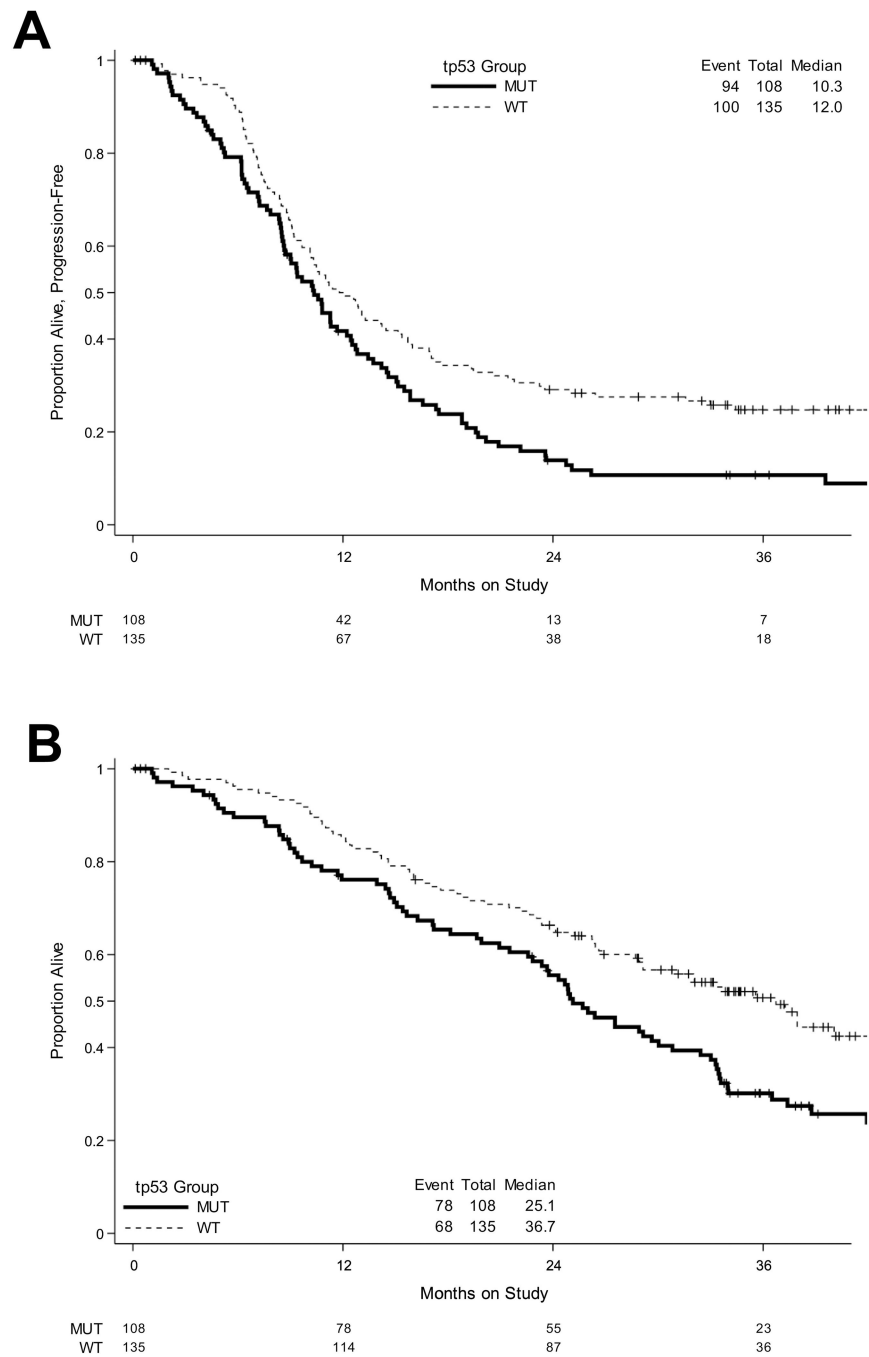 A
tp53 Group Event Total Median
MUT 94 108 10.3
WT 100 135 12.0
1
0.8
0.6
0.5
0.4
0.2
0
Proportion Alive, Progression-Free
0 12 24 36
Months on Study
MUT 108 42 13 7
WT 135 67 38 18
B
1
0.8
0.6
0.5
0.4
0.2
0
Proportion Alive
tp53 Group Event Total Median
MUT 78 108 25.1
WT 68 135 36.7
0 12 24 36
Months on Study
MUT 108 78 55 23
WT 135 114 87 36